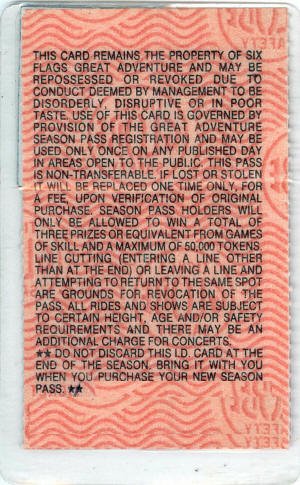 THIS CARD REMAINS THE PROPERTY OF SIX
FLAGS GREAT ADVENTURE AND MAY BE
REPOSSESSED OR REVOKED DUE TO
CONDUCT DEEMED BY MANAGEMENT TO BE
DISORDERLY, DISRUPTIVE OR IN POOR
TASTE. USE OF THIS CARD IS GOVERNED BY
PROVISION OF THE GREAT ADVENTURE
SEASON PASS REGISTRATION AND MAY BE
USED ONLY ONCE ON ANY PUBLISHED DAY
IN AREAS OPEN TO THE PUBLIC. THIS PASS
IS NON-TRANSFERABLE. IF LOST OR STOLEN
IT WILL BE REPLACED ONE TIME ONLY, FOR
A FEE, UPON VERIFICATION OF ORIGINAL
PURCHASE. SEASON PASS HOLDERS WILL
ONLY BE ALLOWED TO WIN A TOTAL OF
THREE PRIZES OR EQUIVALENT FROM GAMES
OF SKILL AND A MAXIMUM OF 50,000 TOKENS.
LINE CUTTING (ENTERING A LINE OTHER
THAN AT THE END) OR LEAVING A LINE AND
ATTEMPTING TO RETURN TO THE SAME SPOT
ARE GROUNDS FOR REVOCATION OF THE
PASS. ALL RIDES AND SHOWS ARE SUBJECT
TO CERTAIN HEIGHT, AGE AND/OR SAFETY
REQUIREMENTS AND THERE MAY BE AN
ADDITIONAL CHARGE FOR CONCERTS.
★★ DO NOT DISCARD THIS I.D. CARD AT THE
END OF THE SEASON. BRING IT WITH YOU
WHEN YOU PURCHASE YOUR NEW SEASON
PASS. ★★